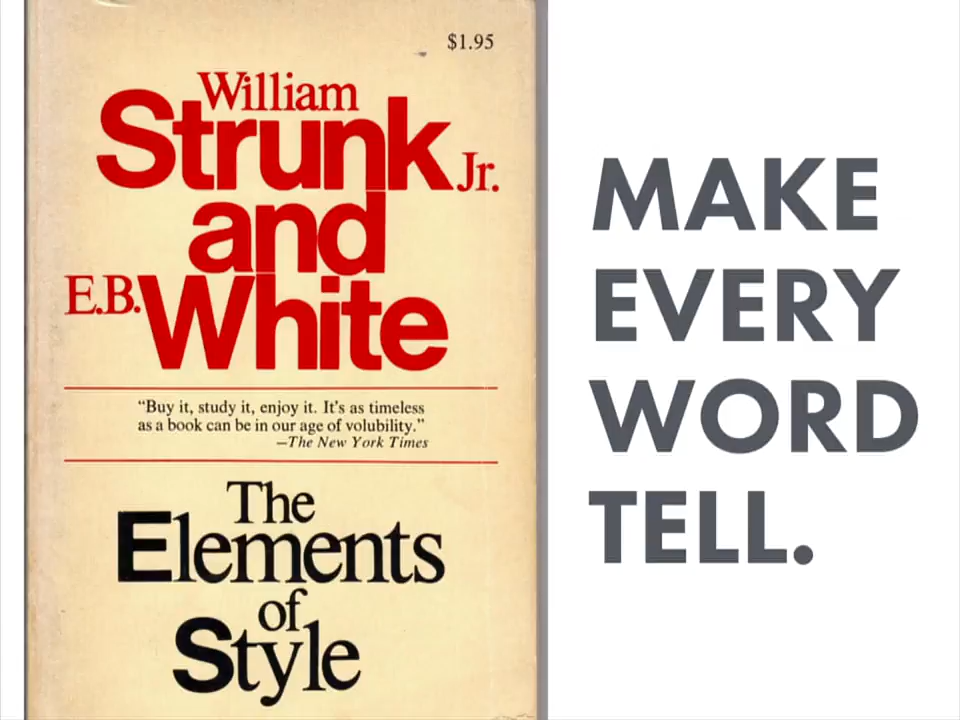 $1.95
William
Strunk Jr.
and
E.B. White
“Buy it, study it, enjoy it. It's as timeless
as a book can be in our age of volubility.”
—The New York Times
The
Elements
of
Style
MAKE
EVERY
WORD
TELL.